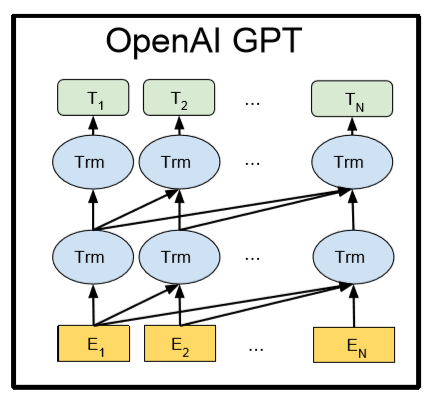 OpenAI GPT
T1 T2 ... TN
Trm Trm ... Trm
Trm Trm ... Trm
E1 E2 ... EN